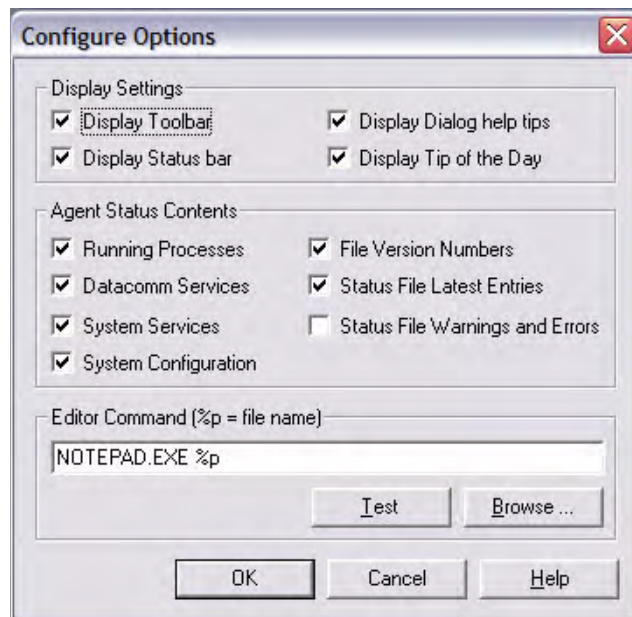 Configure Options
Display Settings
Display Toolbar
Display Dialog help tips
Display Status bar
Display Tip of the Day
Agent Status Contents
Running Processes
File Version Numbers
Datacomm Services
Status File Latest Entries
System Services
Status File Warnings and Errors
System Configuration
Editor Command (%p = file name)
NOTEPAD.EXE %p
Test
Browse ...
OK
Cancel
Help